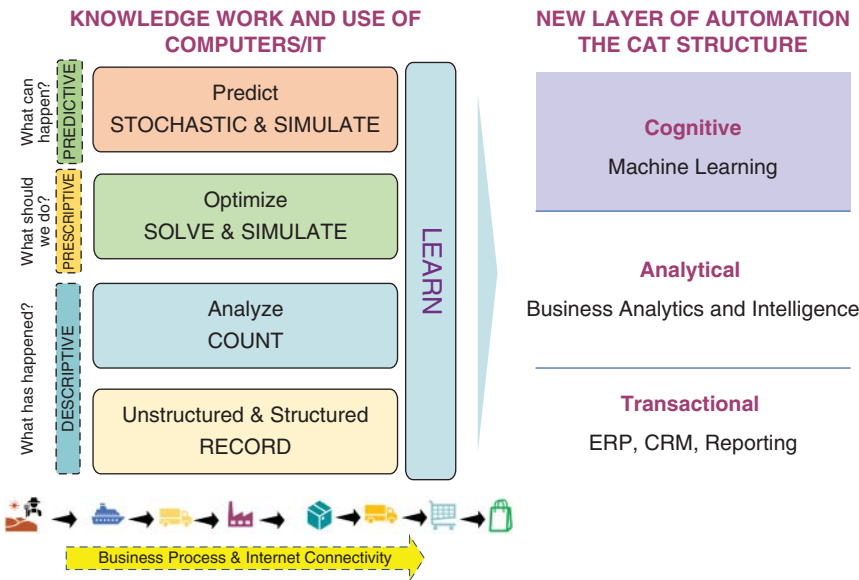 KNOWLEDGE WORK AND USE OF
COMPUTERS/IT
What can
happen?
PREDICTIVE
Predict
STOCHASTIC & SIMULATE
What should
we do?
PRESCRIPTIVE
Optimize
SOLVE & SIMULATE
What has happened?
DESCRIPTIVE
Analyze
COUNT
Unstructured & Structured
RECORD
LEARN
Business Process & Internet Connectivity
NEW LAYER OF AUTOMATION
THE CAT STRUCTURE
Cognitive
Machine Learning
Analytical
Business Analytics and Intelligence
Transactional
ERP, CRM, Reporting